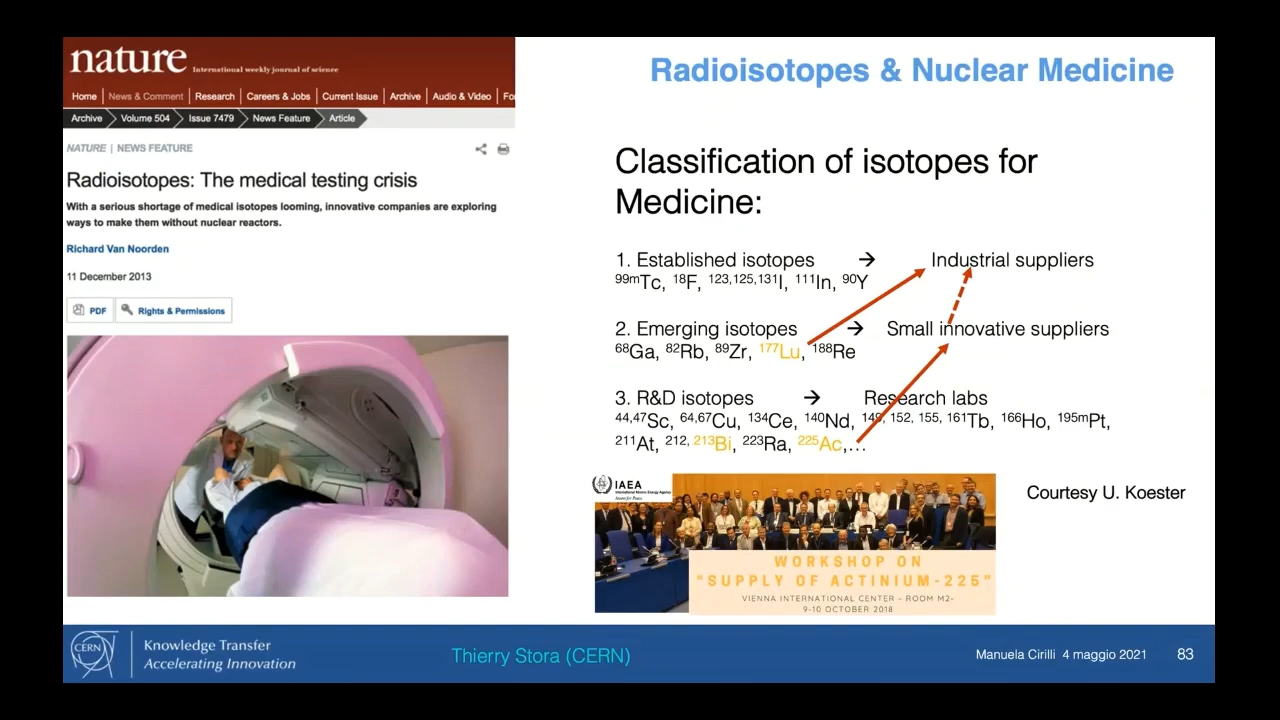 nature International weekly journal of science
Home News & Comment Research Careers & Jobs Current Issue Archive Audio & Video Fo
Archive Volume 504 Issue 7479 News Feature Article
NATURE | NEWS FEATURE
Radioisotopes: The medical testing crisis
With a serious shortage of medical isotopes looming, innovative companies are exploring
ways to make them without nuclear reactors.
Richard Van Noorden
11 December 2013
PDF Rights & Permissions
Radioisotopes & Nuclear Medicine
Classification of isotopes for
Medicine:
1. Established isotopes → Industrial suppliers
⁹⁹ᵐTc, ¹⁸F, ¹²³,¹²⁵,¹³¹I, ¹¹¹In, ⁹⁰Y
2. Emerging isotopes → Small innovative suppliers
⁶⁸Ga, ⁸²Rb, ⁸⁹Zr, ¹⁷⁷Lu, ¹⁸⁸Re
3. R&D isotopes → Research labs
⁴⁴,⁴⁷Sc, ⁶⁴,⁶⁷Cu, ¹³⁴Ce, ¹⁴⁰Nd, ¹⁴⁹, ¹⁵², ¹⁵⁵, ¹⁶¹Tb, ¹⁶⁶Ho, ¹⁹⁵ᵐPt,
²¹¹At, ²¹², ²¹³Bi, ²²³Ra, ²²⁵Ac,...
IAEA
International Atomic Energy Agency
Atoms for Peace
Courtesy U. Koester
WORKSHOP ON
"SUPPLY OF ACTINIUM-225"
VIENNA INTERNATIONAL CENTER - ROOM M2-
9-10 OCTOBER 2018
CERN
Knowledge Transfer
Accelerating Innovation
Thierry Stora (CERN)
Manuela Cirilli 4 maggio 2021 83